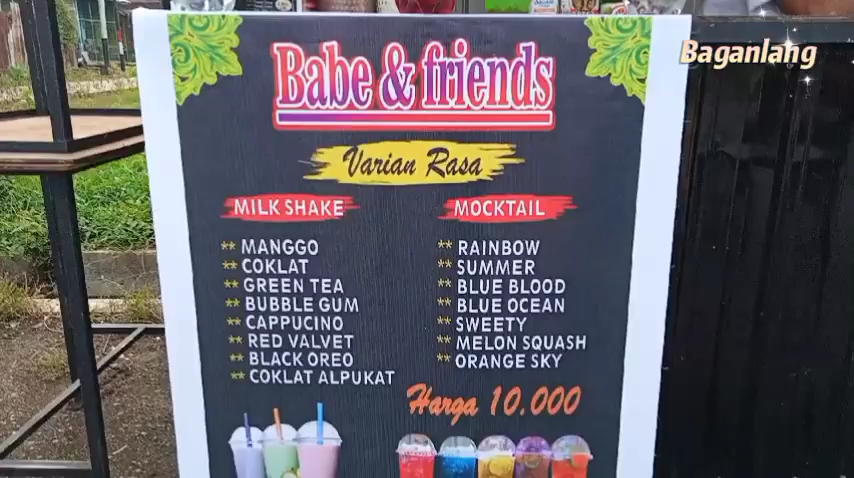 Baganlang
Babe & friends
Varian Rasa
MILK SHAKE
** MANGGO
** COKLAT
** GREEN TEA
** BUBBLE GUM
** CAPPUCINO
** RED VALVET
** BLACK OREO
** COKLAT ALPUKAT
MOCKTAIL
** RAINBOW
** SUMMER
** BLUE BLOOD
** BLUE OCEAN
** SWEETY
** MELON SQUASH
** ORANGE SKY
Harga 10.000